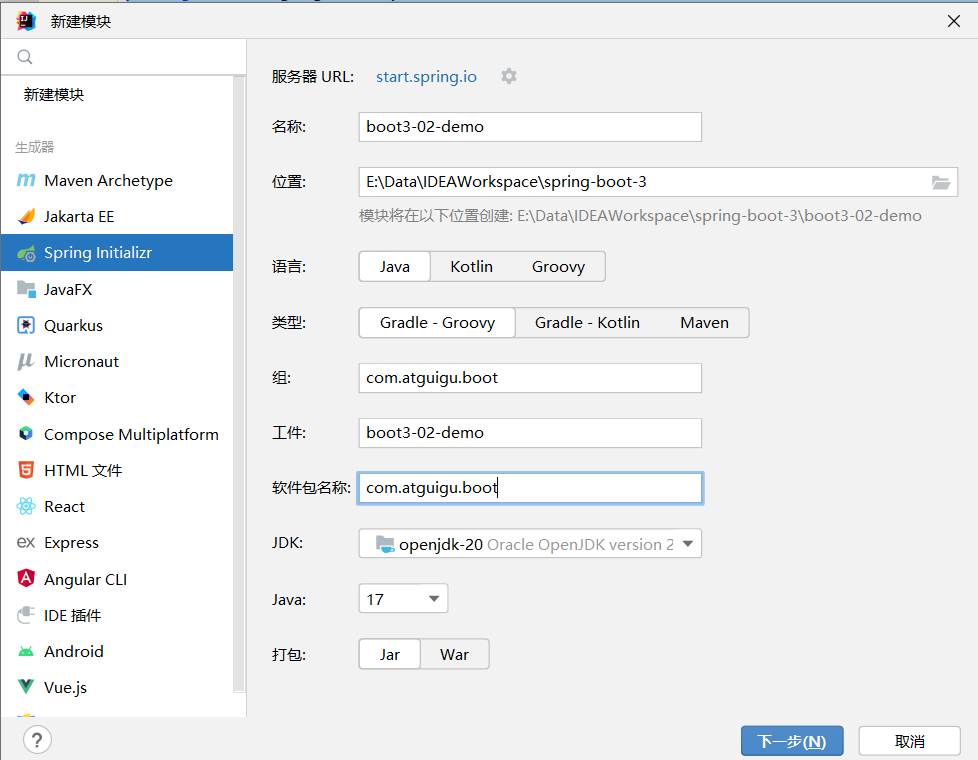 新建模块
服务器 URL: start.spring.io
新建模块
名称: boot3-02-demo
生成器
Maven Archetype
位置: E:\Data\IDEAWorkspace\spring-boot-3
Jakarta EE
模块将在以下位置创建: E:\Data\IDEAWorkspace\spring-boot-3\boot3-02-demo
Spring Initializr
语言: Java Kotlin Groovy
JavaFX
Quarkus
类型: Gradle - Groovy Gradle - Kotlin Maven
Micronaut
组: com.atguigu.boot
Ktor
Compose Multiplatform
工件: boot3-02-demo
HTML 文件
软件包名称: com.atguigu.boot
React
Express
JDK: openjdk-20 Oracle OpenJDK version 2
Angular CLI
Java: 17
IDE 插件
Android
打包: Jar War
Vue.js
?
下一步(N) 取消